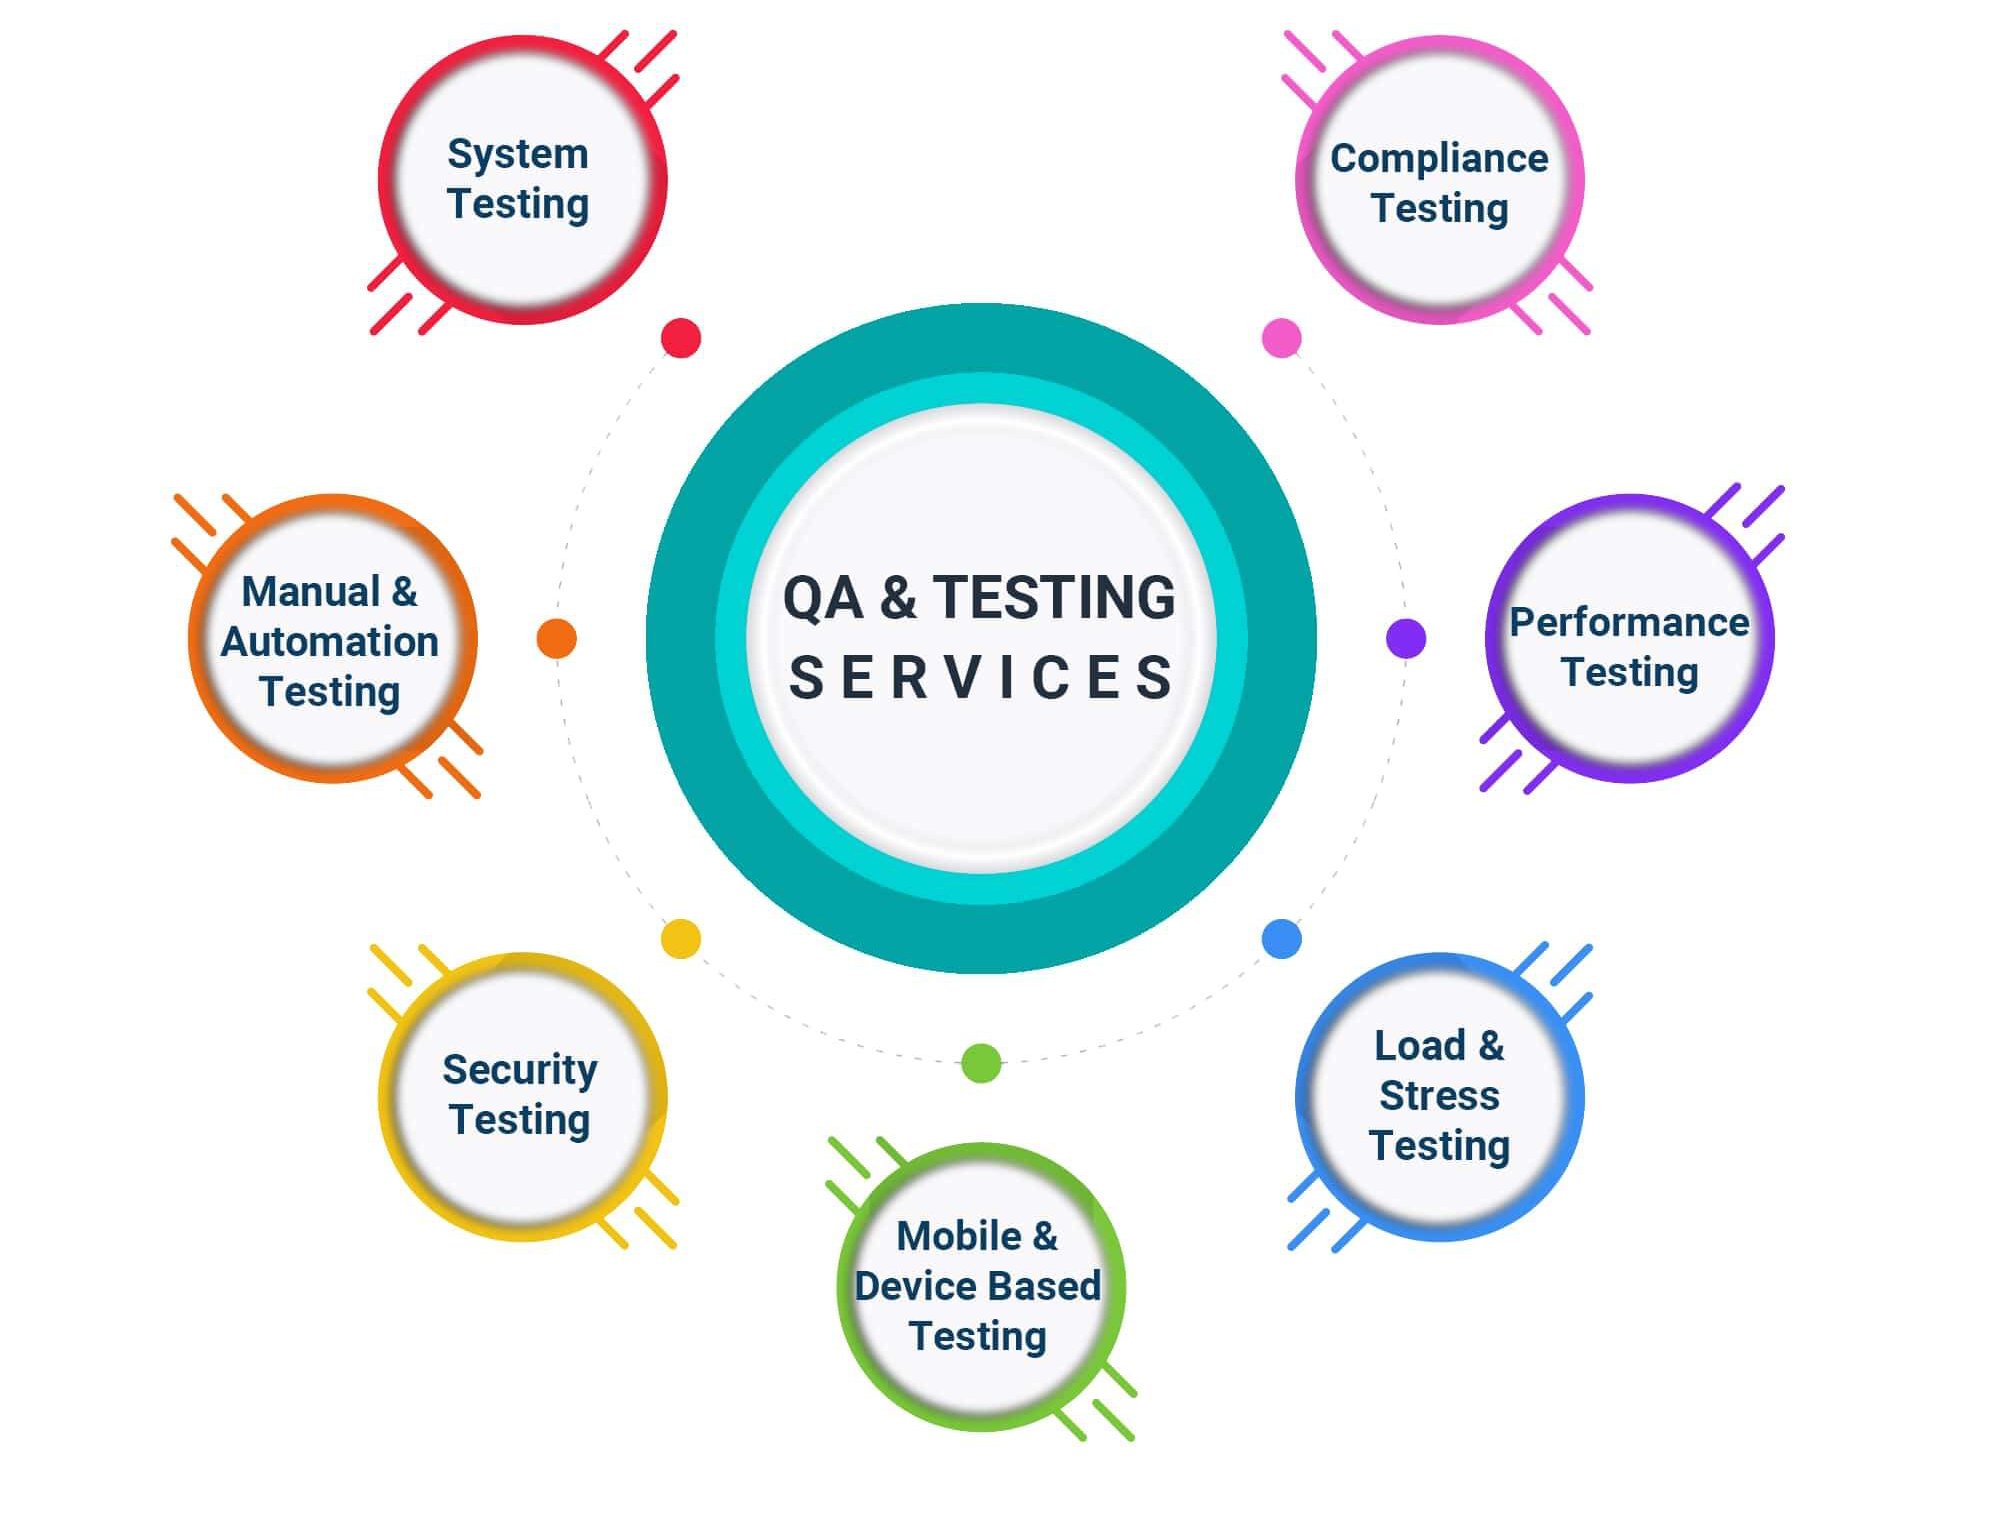 System
Testing
Compliance
Testing
QA & TESTING
SERVICES
Manual &
Automation
Testing
Performance
Testing
Security
Testing
Load &
Stress
Testing
Mobile &
Device Based
Testing